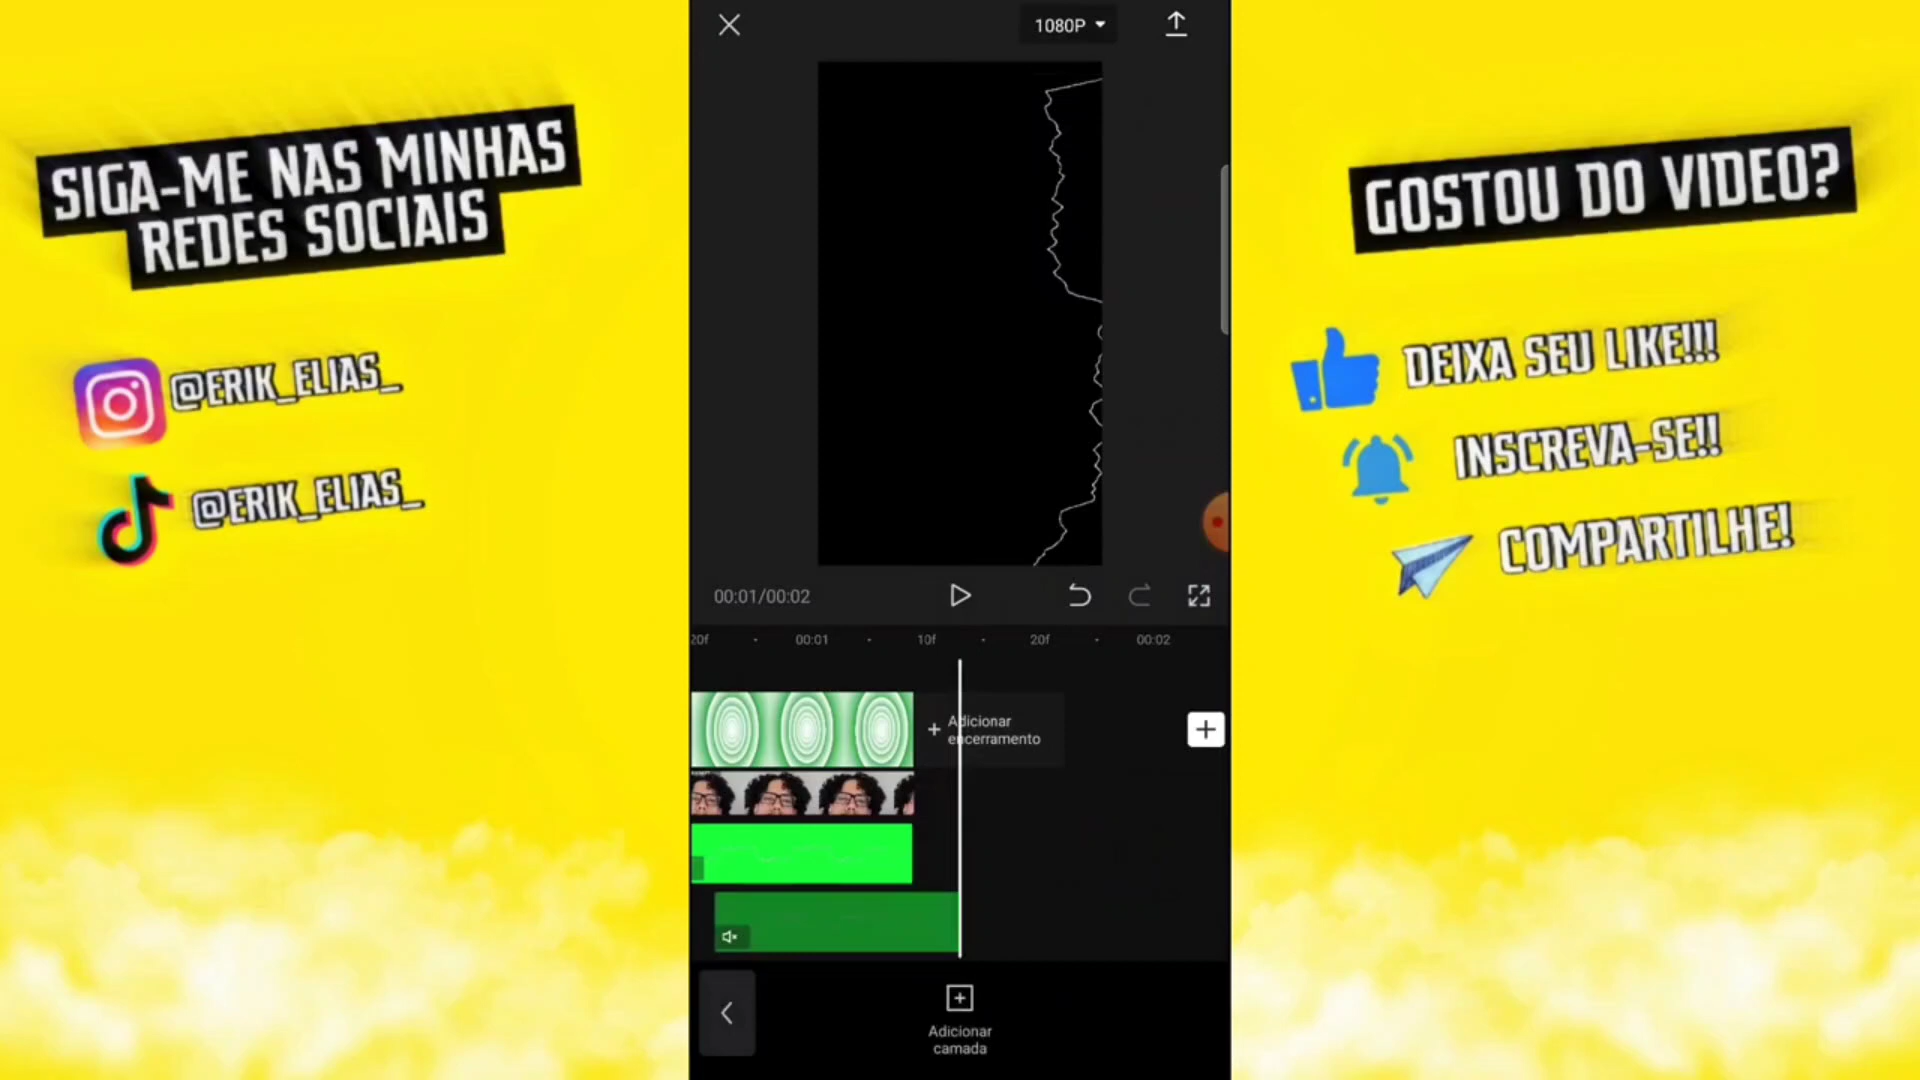 SIGA-ME NAS MINHAS
REDES SOCIAIS
@ERIK_ELIAS_
@ERIK_ELIAS_
1080P
00:01/00:02
20f
00:01
10f
20f
00:02
Adicionar
encerramento
Adicionar
camada
GOSTOU DO VIDEO?
DEIXA SEU LIKE!!!
INSCREVA-SE!!
COMPARTILHE!